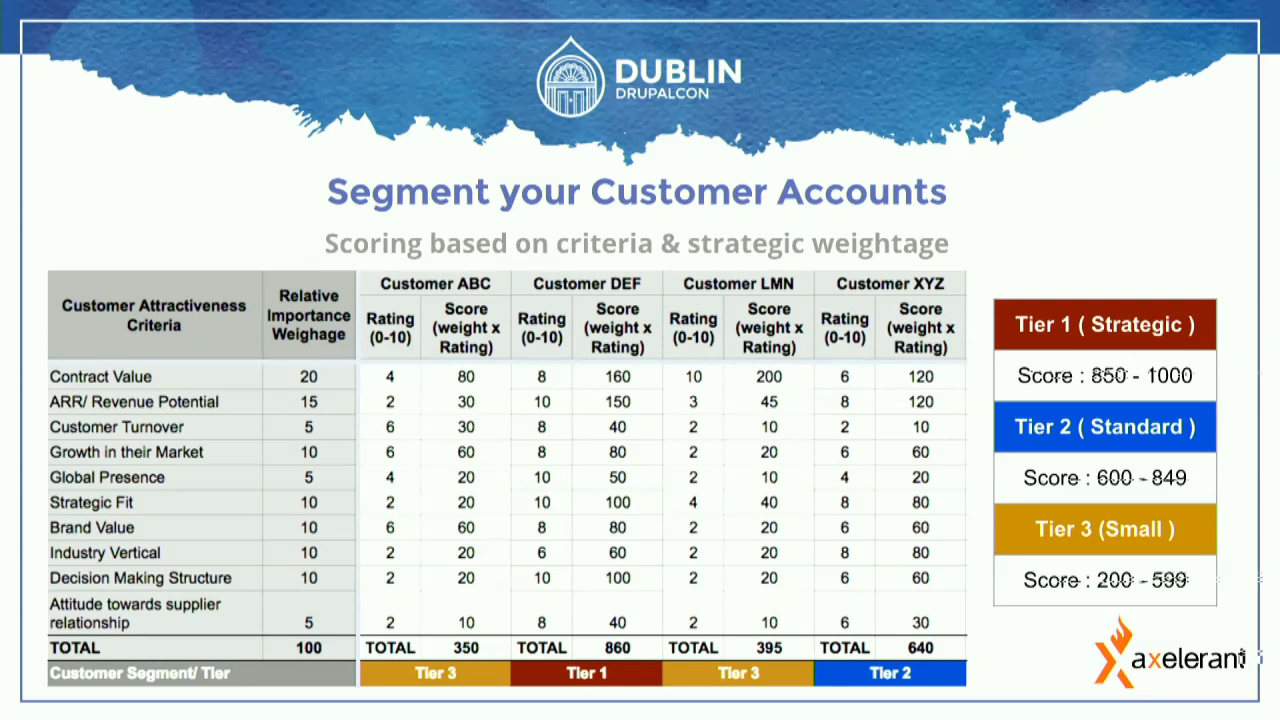 DUBLIN
DRUPALCON
Segment your Customer Accounts
Scoring based on criteria & strategic weightage
Customer Attractiveness Criteria | Relative Importance Weighage | Customer ABC | Customer DEF | Customer LMN | Customer XYZ
Rating (0-10) | Score (weight x Rating) | Rating (0-10) | Score (weight x Rating) | Rating (0-10) | Score (weight x Rating) | Rating (0-10) | Score (weight x Rating)
Contract Value | 20 | 4 | 80 | 8 | 160 | 10 | 200 | 6 | 120
ARR/ Revenue Potential | 15 | 2 | 30 | 10 | 150 | 3 | 45 | 8 | 120
Customer Turnover | 5 | 6 | 30 | 8 | 40 | 2 | 10 | 2 | 10
Growth in their Market | 10 | 6 | 60 | 8 | 80 | 2 | 20 | 6 | 60
Global Presence | 5 | 4 | 20 | 10 | 50 | 2 | 10 | 4 | 20
Strategic Fit | 10 | 2 | 20 | 10 | 100 | 4 | 40 | 8 | 80
Brand Value | 10 | 6 | 60 | 8 | 80 | 2 | 20 | 6 | 60
Industry Vertical | 10 | 2 | 20 | 6 | 60 | 2 | 20 | 8 | 80
Decision Making Structure | 10 | 2 | 20 | 10 | 100 | 2 | 20 | 6 | 60
Attitude towards supplier relationship | 5 | 2 | 10 | 8 | 40 | 2 | 10 | 6 | 30
TOTAL | 100 | TOTAL | 350 | TOTAL | 860 | TOTAL | 395 | TOTAL | 640
Customer Segment/ Tier | Tier 3 | Tier 1 | Tier 3 | Tier 2
Tier 1 ( Strategic )
Score : 850 - 1000
Tier 2 ( Standard )
Score : 600 - 849
Tier 3 (Small )
Score : 200 - 599
axelerant